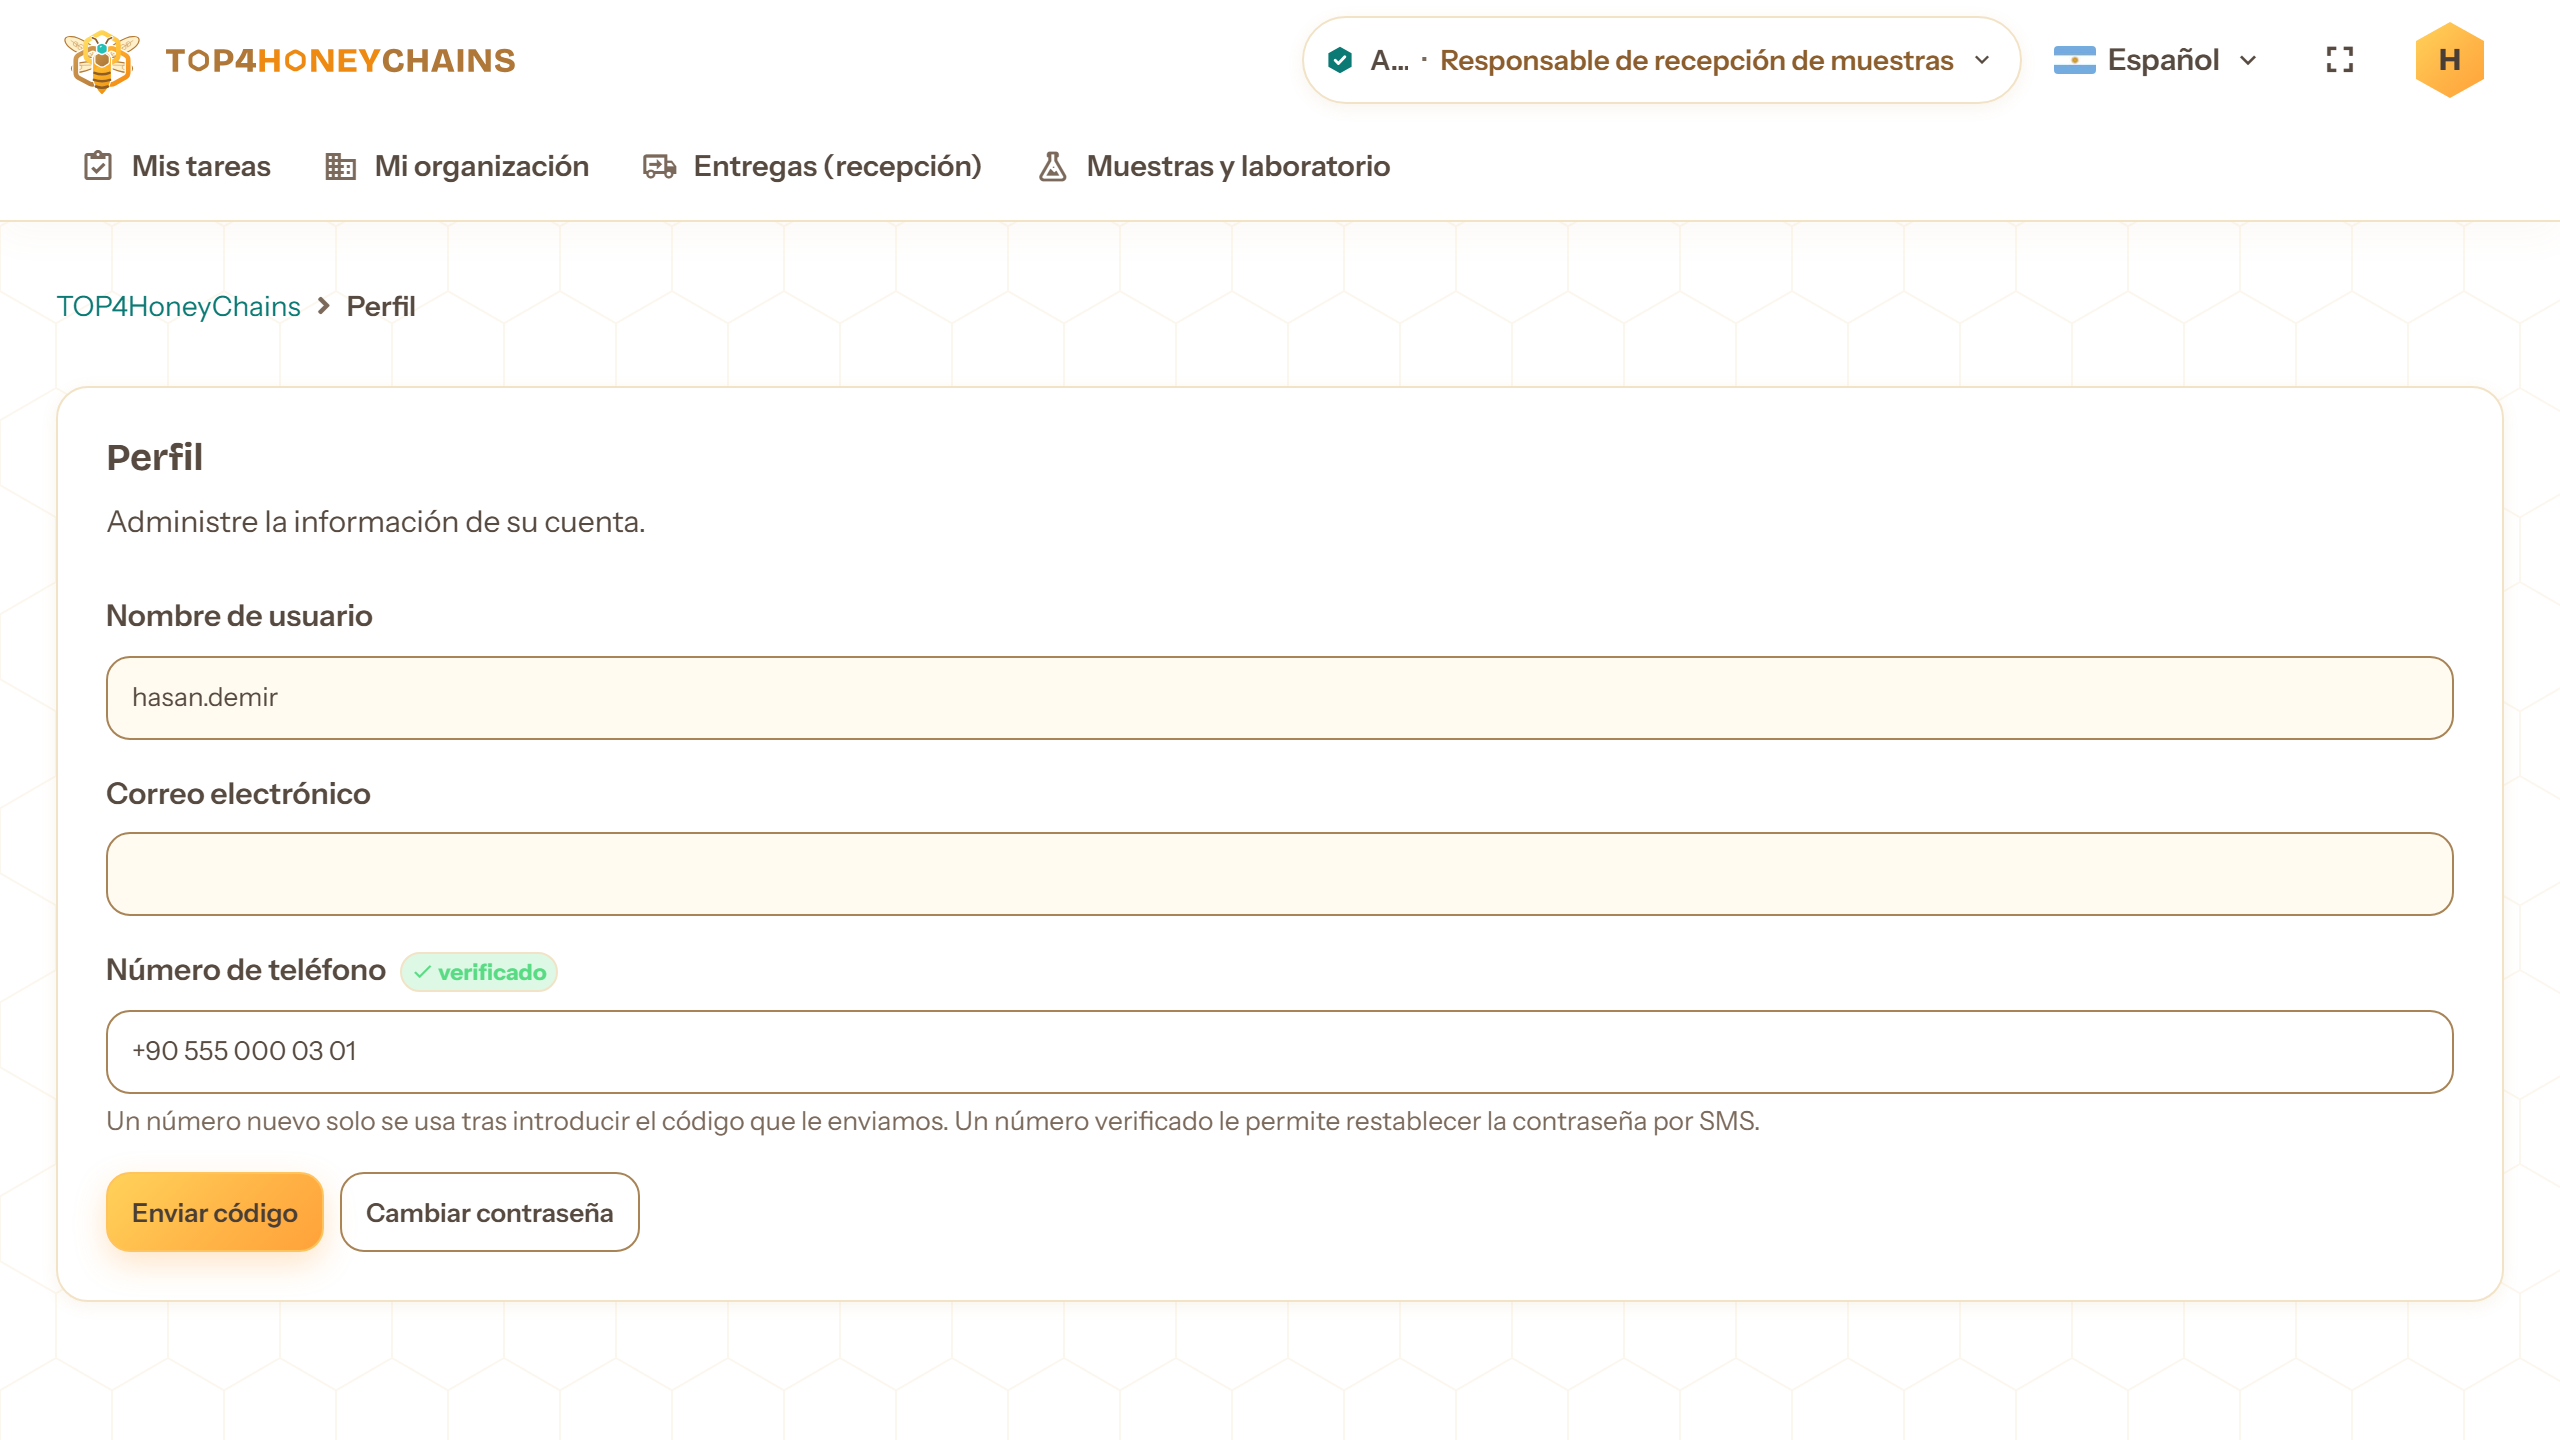 TOP4HONEYCHAINS
A... · Responsable de recepción de muestras
Español
H
Mis tareas
Mi organización
Entregas (recepción)
Muestras y laboratorio
TOP4HoneyChains > Perfil
Perfil
Administre la información de su cuenta.
Nombre de usuario
hasan.demir
Correo electrónico
Número de teléfono
verificado
+90 555 000 03 01
Un número nuevo solo se usa tras introducir el código que le enviamos. Un número verificado le permite restablecer la contraseña por SMS.
Enviar código
Cambiar contraseña